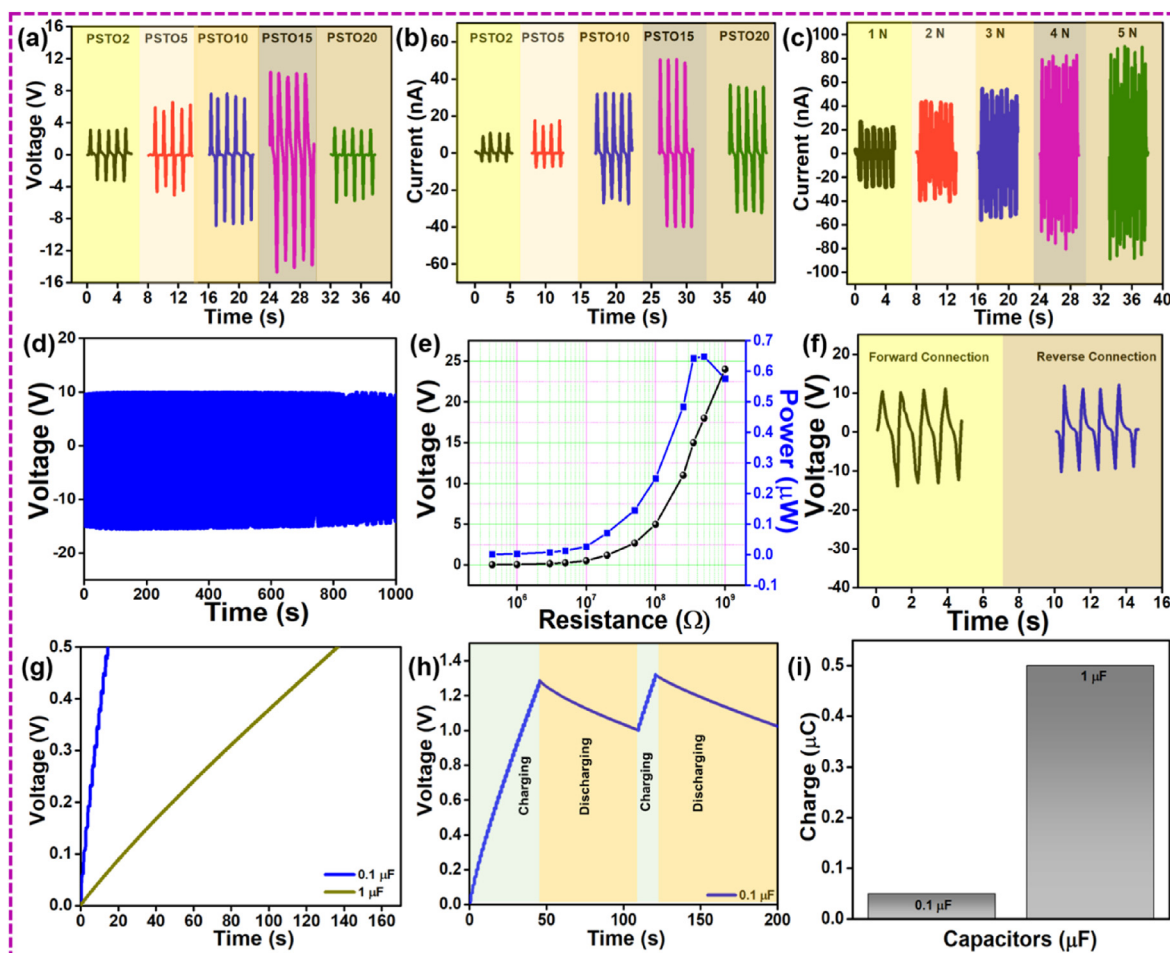 (a)
PSTO2 PSTO5 PSTO10 PSTO15 PSTO20
16
12
8
4
0
-4
-8
-12
-16
Voltage (V)
0 4 8 12 16 20 24 28 32 36 40
Time (s)
(b)
PSTO2 PSTO5 PSTO10 PSTO15 PSTO20
60
40
20
0
-20
-40
-60
Current (nA)
0 5 10 15 20 25 30 35 40
Time (s)
(c)
1 N 2 N 3 N 4 N 5 N
100
80
60
40
20
0
-20
-40
-60
-80
-100
Current (nA)
0 4 8 12 16 20 24 28 32 36 40
Time (s)
(d)
20
10
0
-10
-20
Voltage (V)
0 200 400 600 800 1000
Time (s)
(e)
25
20
15
10
5
0
Voltage (V)
0.7
0.6
0.5
0.4
0.3
0.2
0.1
0.0
-0.1
Power (μW)
10⁶ 10⁷ 10⁸ 10⁹
Resistance (Ω)
(f)
Forward Connection Reverse Connection
20
10
0
-10
-20
-30
-40
Voltage (V)
0 2 4 6 8 10 12 14 16
Time (s)
(g)
0.5
0.4
0.3
0.2
0.1
0.0
Voltage (V)
0.1 μF
1 μF
0 20 40 60 80 100 120 140 160
Time (s)
(h)
1.4
1.2
1.0
0.8
0.6
0.4
0.2
0.0
Voltage (V)
Charging
Discharging
Charging
Discharging
0.1 μF
0 40 80 120 160 200
Time (s)
(i)
0.5
0.4
0.3
0.2
0.1
0.0
Charge (μC)
0.1 μF
1 μF
Capacitors (μF)